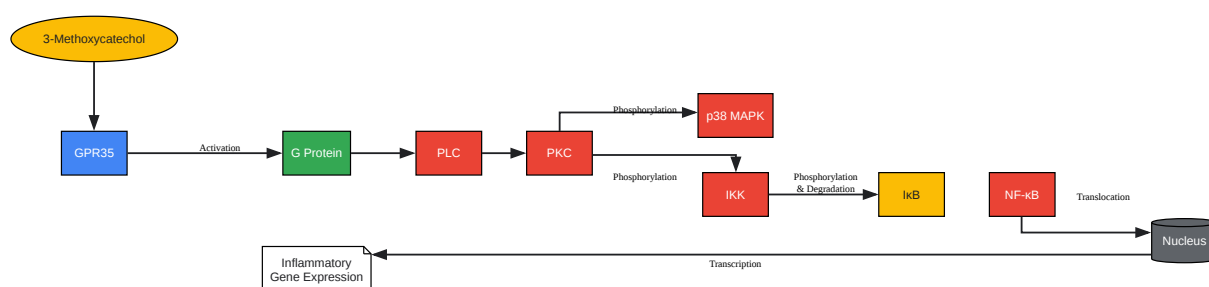 3-Methoxycatechol
GPR35
Activation
G Protein
PLC
PKC
Phosphorylation
p38 MAPK
Phosphorylation
IKK
Phosphorylation
& Degradation
IκB
NF-κB
Translocation
Nucleus
Transcription
Inflammatory
Gene Expression